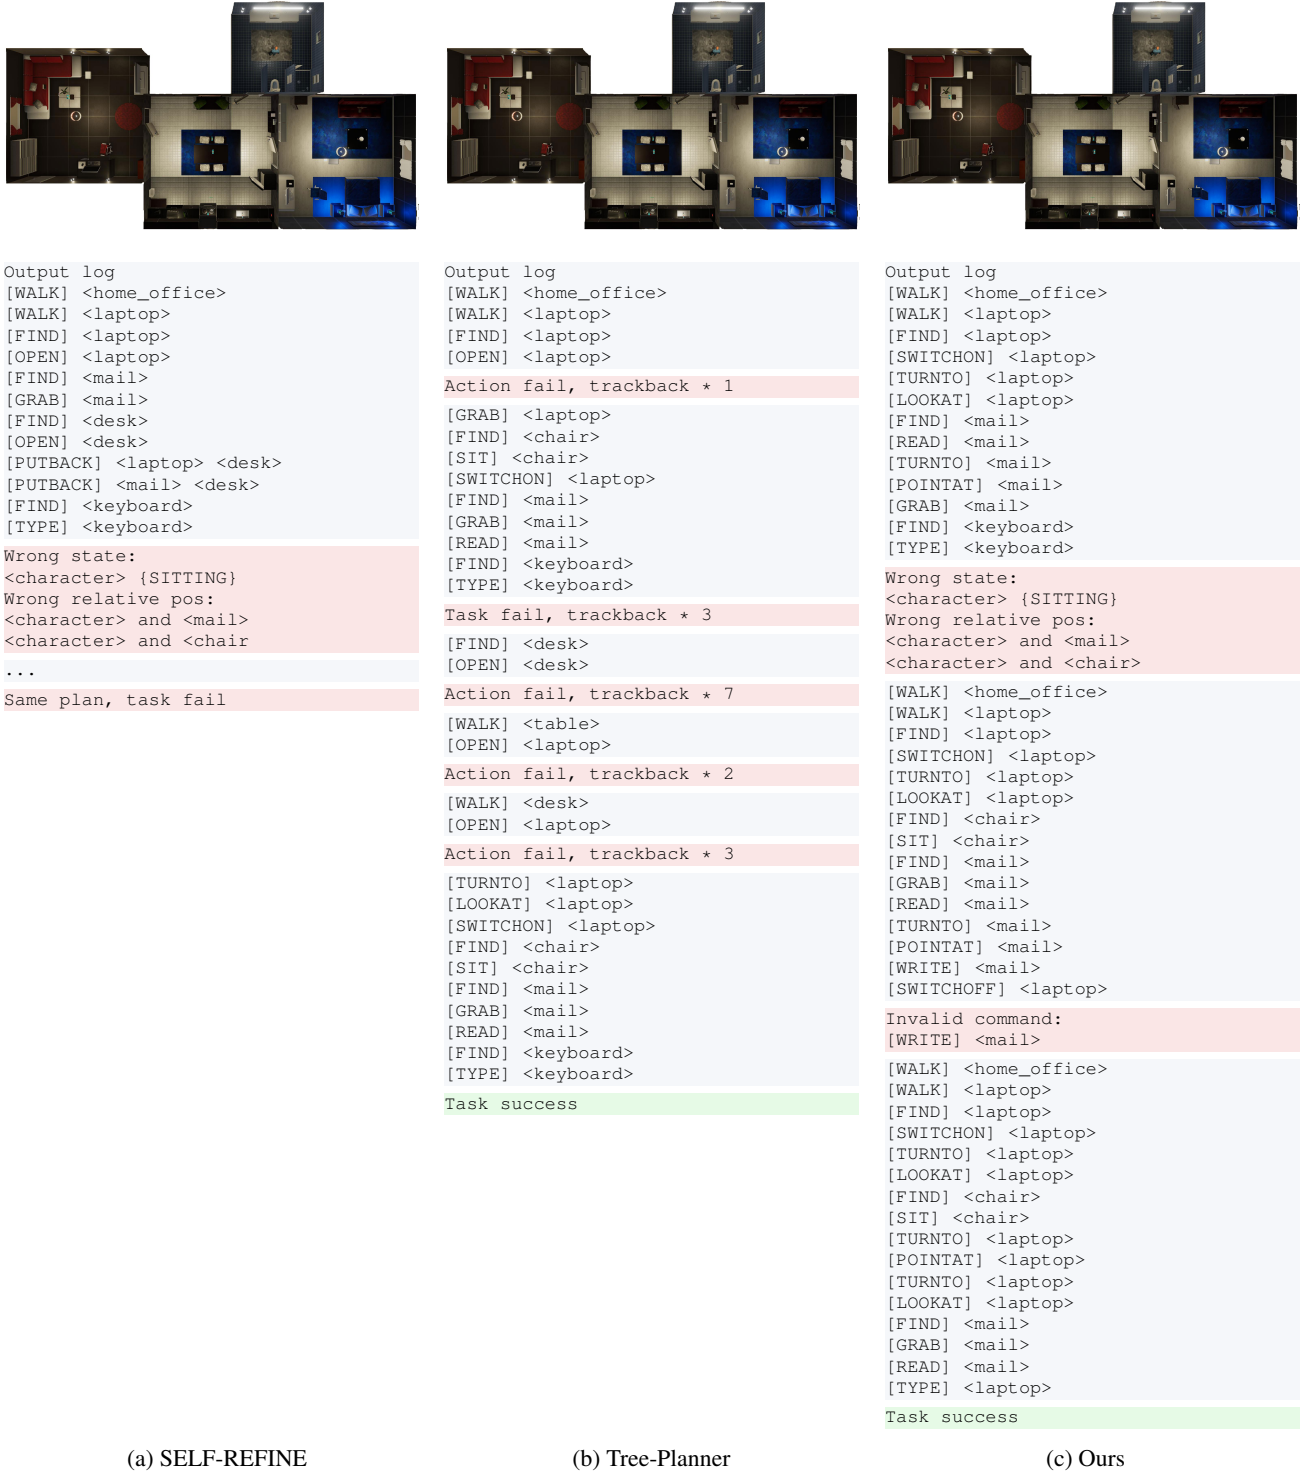 Output log
[WALK] <home_office>
[WALK] <laptop>
[FIND] <laptop>
[OPEN] <laptop>
[FIND] <mail>
[GRAB] <mail>
[FIND] <desk>
[OPEN] <desk>
[PUTBACK] <laptop> <desk>
[PUTBACK] <mail> <desk>
[FIND] <keyboard>
[TYPE] <keyboard>
Wrong state:
<character> {SITTING}
Wrong relative pos:
<character> and <mail>
<character> and <chair
...
Same plan, task fail
(a) SELF-REFINE
Output log
[WALK] <home_office>
[WALK] <laptop>
[FIND] <laptop>
[OPEN] <laptop>
Action fail, trackback * 1
[GRAB] <laptop>
[FIND] <chair>
[SIT] <chair>
[SWITCHON] <laptop>
[FIND] <mail>
[GRAB] <mail>
[READ] <mail>
[FIND] <keyboard>
[TYPE] <keyboard>
Task fail, trackback * 3
[FIND] <desk>
[OPEN] <desk>
Action fail, trackback * 7
[WALK] <table>
[OPEN] <laptop>
Action fail, trackback * 2
[WALK] <desk>
[OPEN] <laptop>
Action fail, trackback * 3
[TURNTO] <laptop>
[LOOKAT] <laptop>
[SWITCHON] <laptop>
[FIND] <chair>
[SIT] <chair>
[FIND] <mail>
[GRAB] <mail>
[READ] <mail>
[FIND] <keyboard>
[TYPE] <keyboard>
Task success
(b) Tree-Planner
Output log
[WALK] <home_office>
[WALK] <laptop>
[FIND] <laptop>
[SWITCHON] <laptop>
[TURNTO] <laptop>
[LOOKAT] <laptop>
[FIND] <mail>
[READ] <mail>
[TURNTO] <mail>
[POINTAT] <mail>
[GRAB] <mail>
[FIND] <keyboard>
[TYPE] <keyboard>
Wrong state:
<character> {SITTING}
Wrong relative pos:
<character> and <mail>
<character> and <chair>
[WALK] <home_office>
[WALK] <laptop>
[FIND] <laptop>
[SWITCHON] <laptop>
[TURNTO] <laptop>
[LOOKAT] <laptop>
[FIND] <chair>
[SIT] <chair>
[FIND] <mail>
[GRAB] <mail>
[READ] <mail>
[TURNTO] <mail>
[POINTAT] <mail>
[WRITE] <mail>
[SWITCHOFF] <laptop>
Invalid command:
[WRITE] <mail>
[WALK] <home_office>
[WALK] <laptop>
[FIND] <laptop>
[SWITCHON] <laptop>
[TURNTO] <laptop>
[LOOKAT] <laptop>
[FIND] <chair>
[SIT] <chair>
[TURNTO] <laptop>
[POINTAT] <laptop>
[TURNTO] <laptop>
[LOOKAT] <laptop>
[FIND] <mail>
[GRAB] <mail>
[READ] <mail>
[TYPE] <laptop>
Task success
(c) Ours